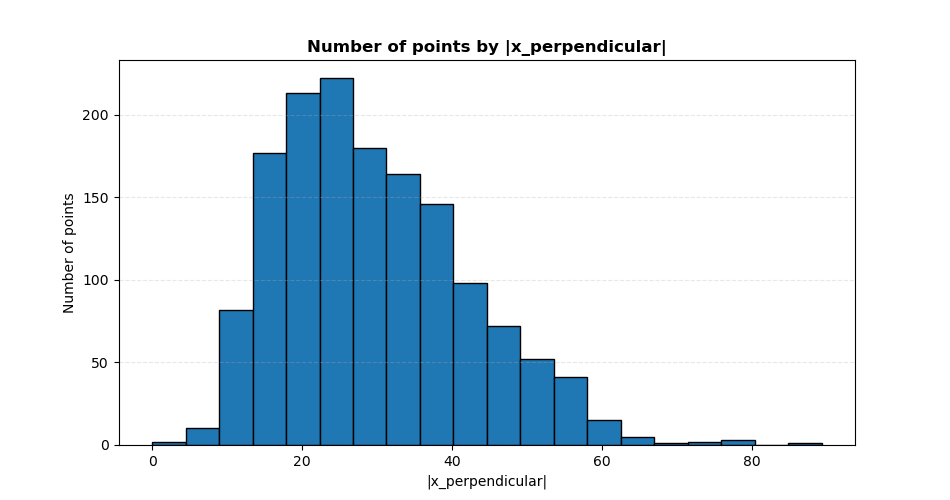 Number of points by |x_perpendicular|
Number of points
200
150
100
50
0
0 20 40 60 80
|x_perpendicular|